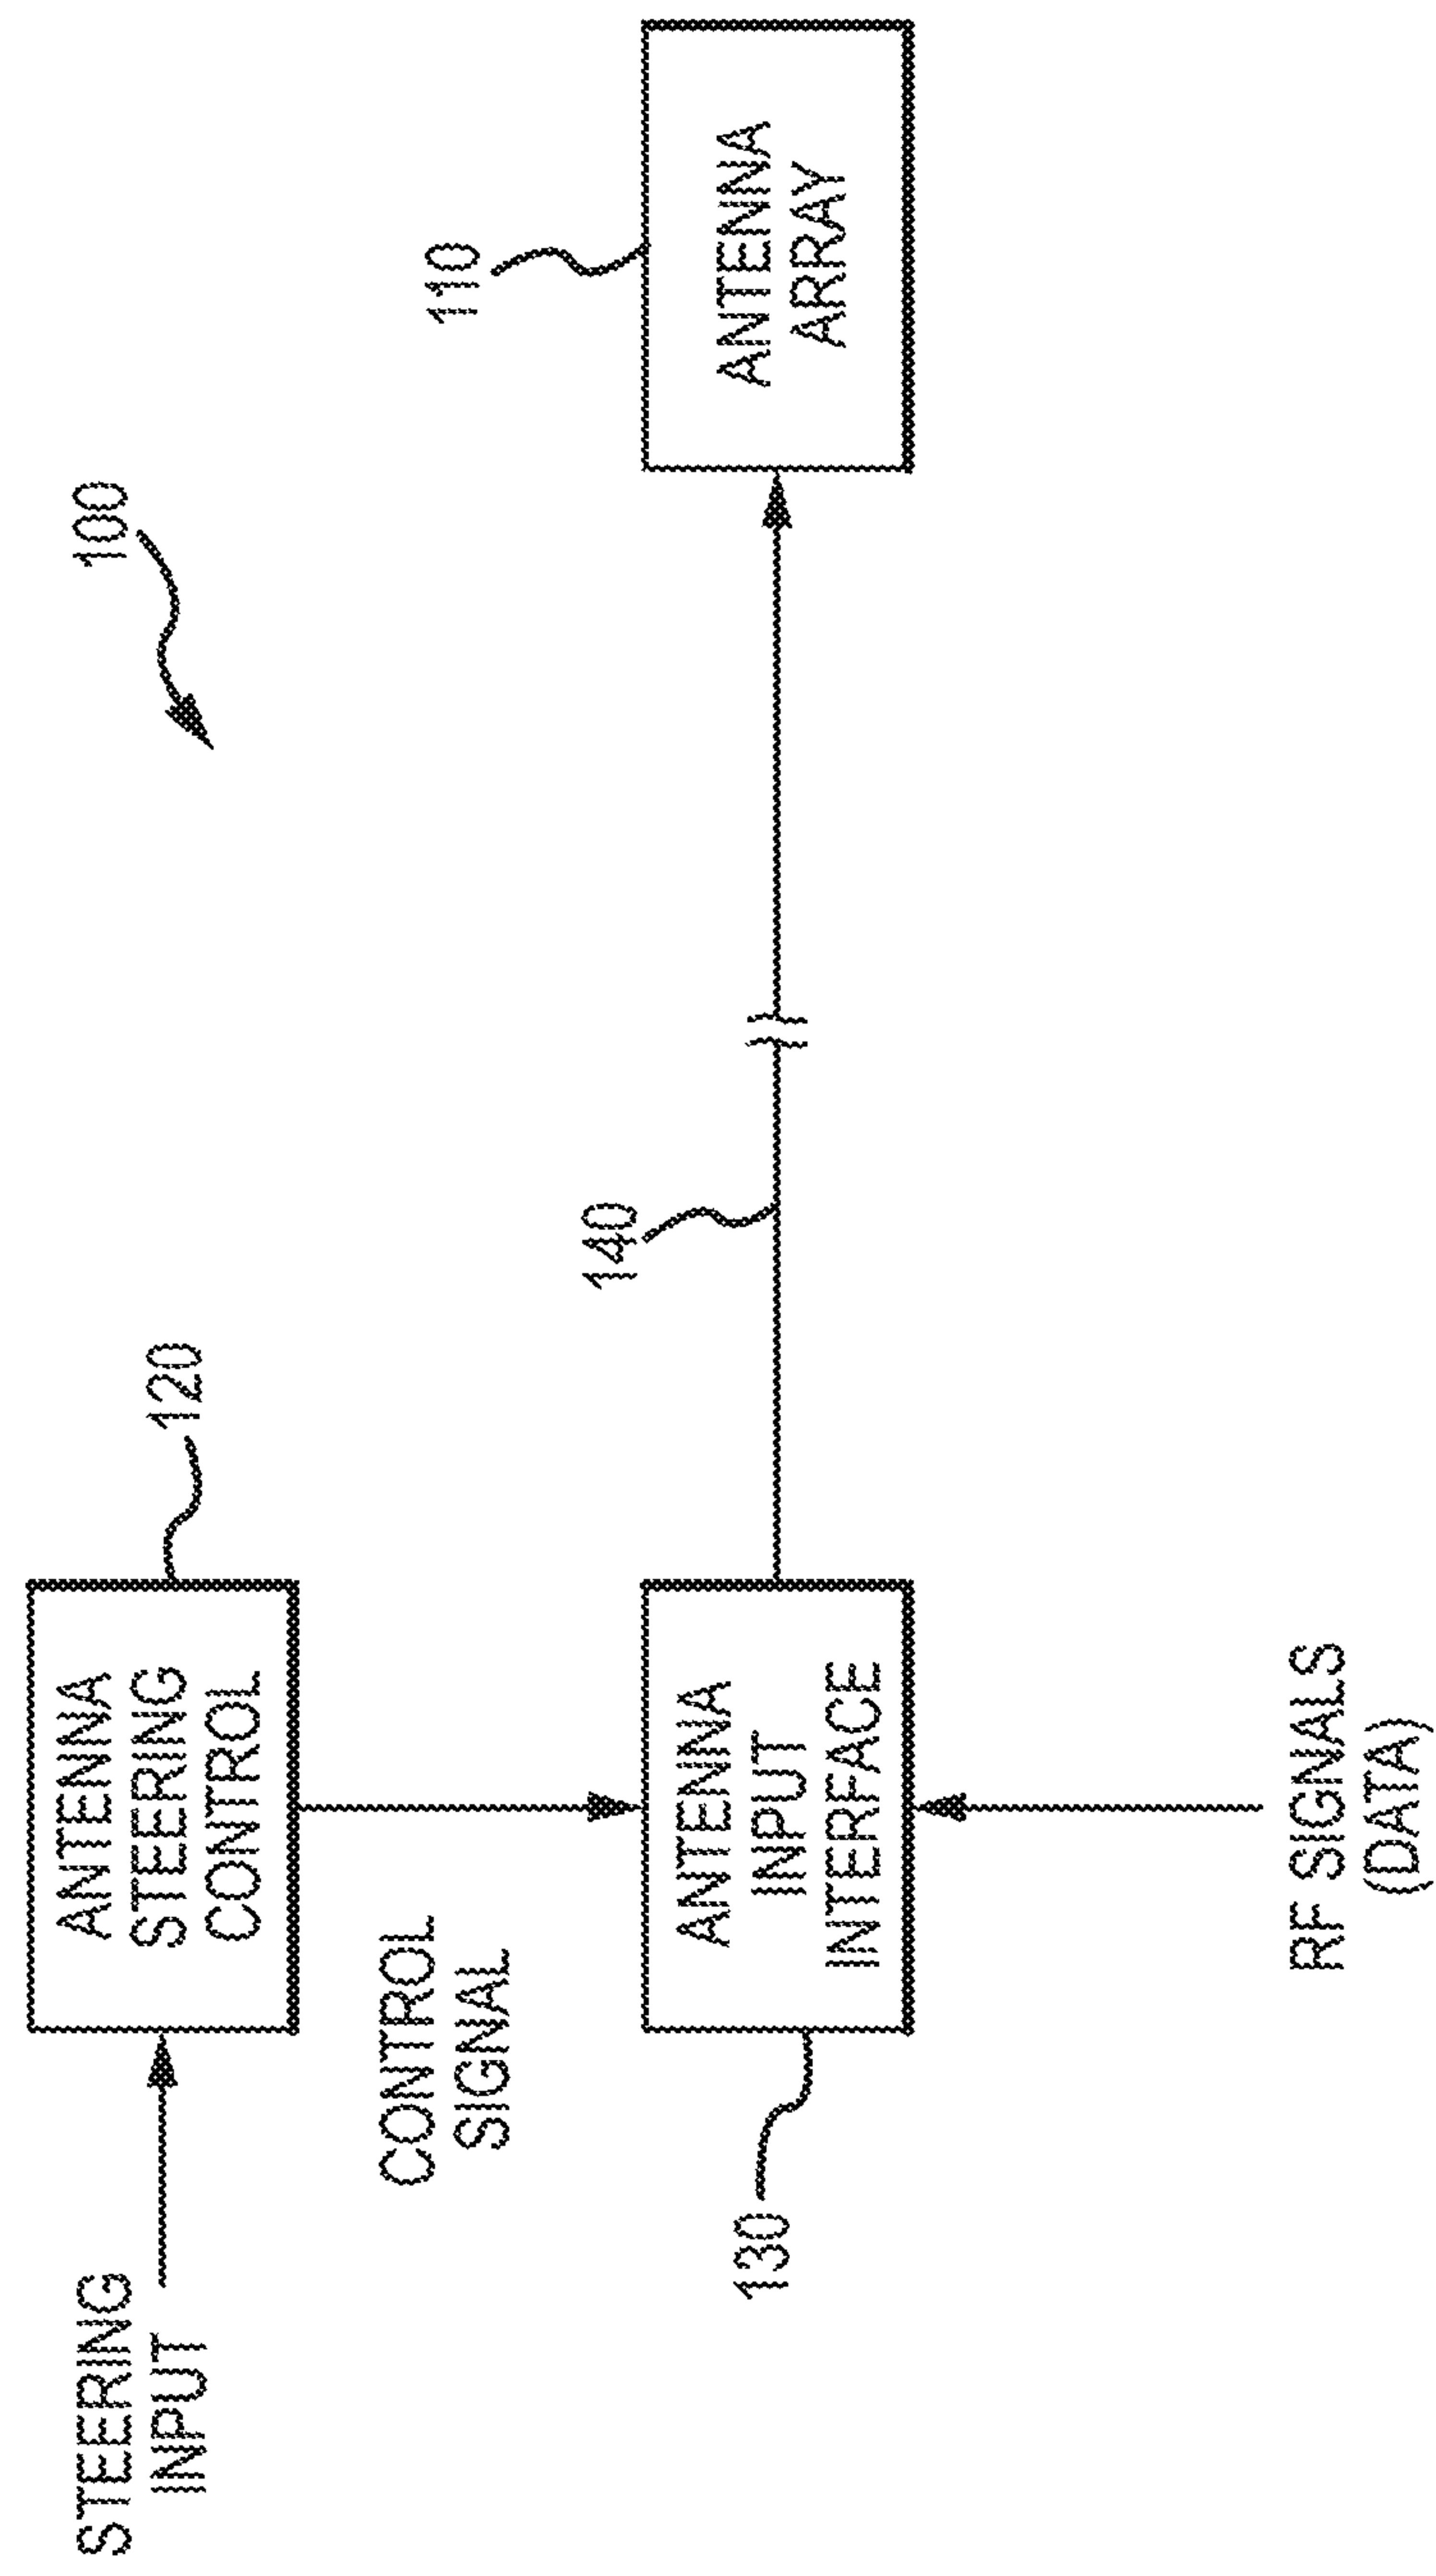 100
STEERING
INPUT
ANTENNA
STEERING
CONTROL
120
CONTROL
SIGNAL
110
140
130
ANTENNA
INPUT
INTERFACE
ANTENNA
ARRAY
RF SIGNALS
(DATA)